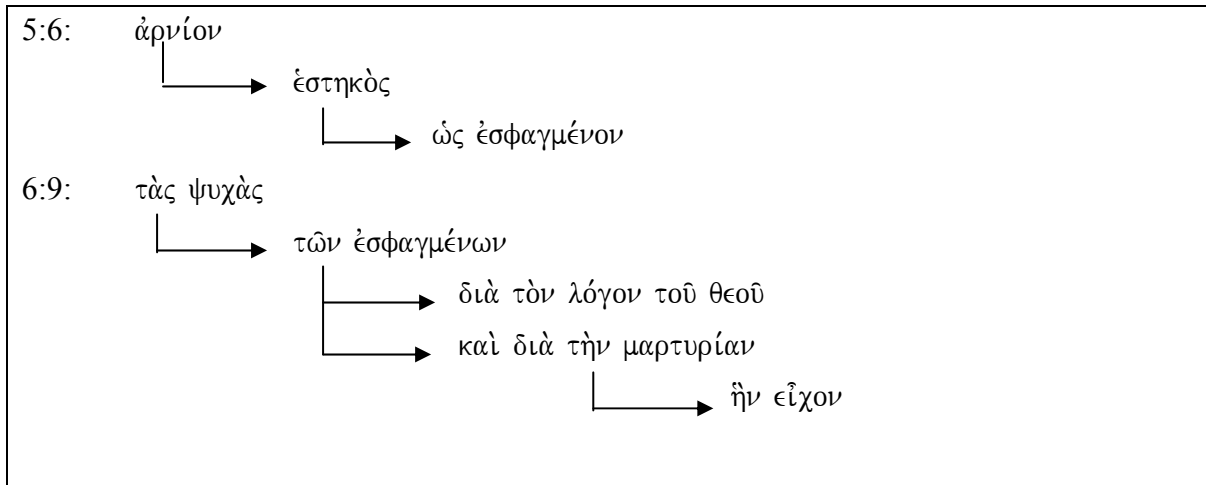 5:6: ἀρνίον
ἑστηκὸς
ὡς ἐσφαγμένον
6:9: τὰς ψυχὰς
τῶν ἐσφαγμένων
διὰ τὸν λόγον τοῦ θεοῦ
καὶ διὰ τὴν μαρτυρίαν
ἣν εἶχον